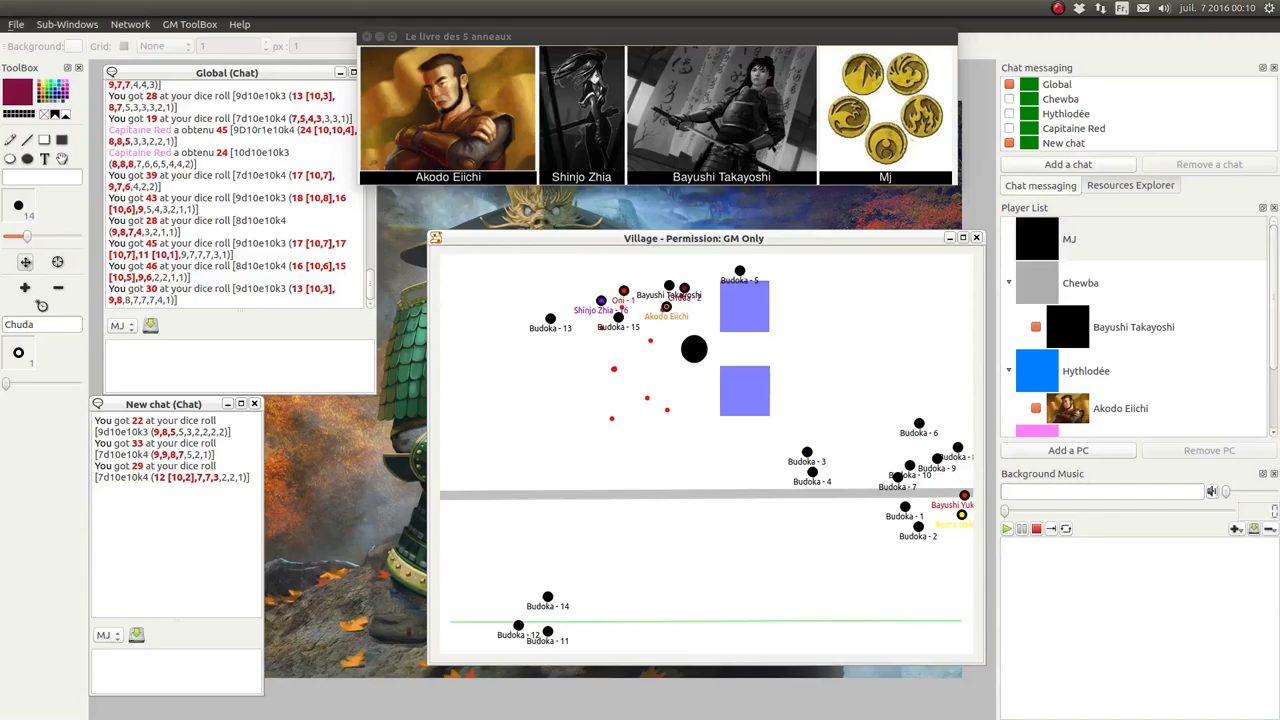 Fr
juil. 7 2016 00:10
File Sub-Windows Network GM ToolBox Help
Background: Grid: None 1 px : 1
Le livre des 5 anneaux
Akodo Eiichi Shinjo Zhia Bayushi Takayoshi Mj
ToolBox
14
Chuda
1
Global (Chat)
9,7,7,4,4,3)]
You got 28 at your dice roll [9d10e10k3 (13 [10,3],
8,7,5,3,3,3,2,1)]
You got 19 at your dice roll [7d10e10k4 (7,5,4,3,3,3,1)]
Capitaine Red a obtenu 45 [9D10r1e10k4 (24 [10,10,4],
8,8,5,3,3,2,2,1)]
Capitaine Red a obtenu 24 [10d10e10k3
(8,8,8,7,6,6,5,4,4,2)]
You got 39 at your dice roll [7d10e10k4 (17 [10,7],
9,7,6,4,2,2)]
You got 43 at your dice roll [9d10e10k3 (18 [10,8],16
[10,6],9,5,4,3,2,1,1)]
You got 28 at your dice roll [8d10e10k4
(9,8,7,4,3,3,2,1)]
You got 45 at your dice roll [9d10e10k3 (17 [10,7],17
[10,7],11 [10,1],9,7,7,7,3,1)]
You got 46 at your dice roll [8d10e10k4 (16 [10,6],15
[10,5],9,6,2,2,1,1)]
You got 30 at your dice roll [9d10e10k3 (13 [10,3],
9,8,8,7,7,7,4,1)]
MJ
New chat (Chat)
You got 22 at your dice roll
[9d10e10k3 (9,8,5,5,3,2,2,2,2)]
You got 33 at your dice roll
[7d10e10k4 (9,9,8,7,5,2,1)]
You got 29 at your dice roll
[7d10e10k4 (12 [10,2],7,7,3,2,2,1)]
MJ
Village - Permission: GM Only
Budoka - 5
Bayushi Takayoshi
Oni - 1
Shinjo Zhia - 16
Akodo Eiichi
Budoka - 13
Budoka - 15
Budoka - 6
Budoka - 3
Budoka - 4
Budoka - 9
Budoka - 10
Budoka - 7
Bayushi Yuk
Budoka - 1
Budoka - 2
Budoka - 14
Budoka - 12
Budoka - 11
Chat messaging
Global
Chewba
Hythlodée
Capitaine Red
New chat
Add a chat Remove a chat
Chat messaging Resources Explorer
Player List
MJ
Chewba
Bayushi Takayoshi
Hythlodée
Akodo Eiichi
Add a PC Remove PC
Background Music